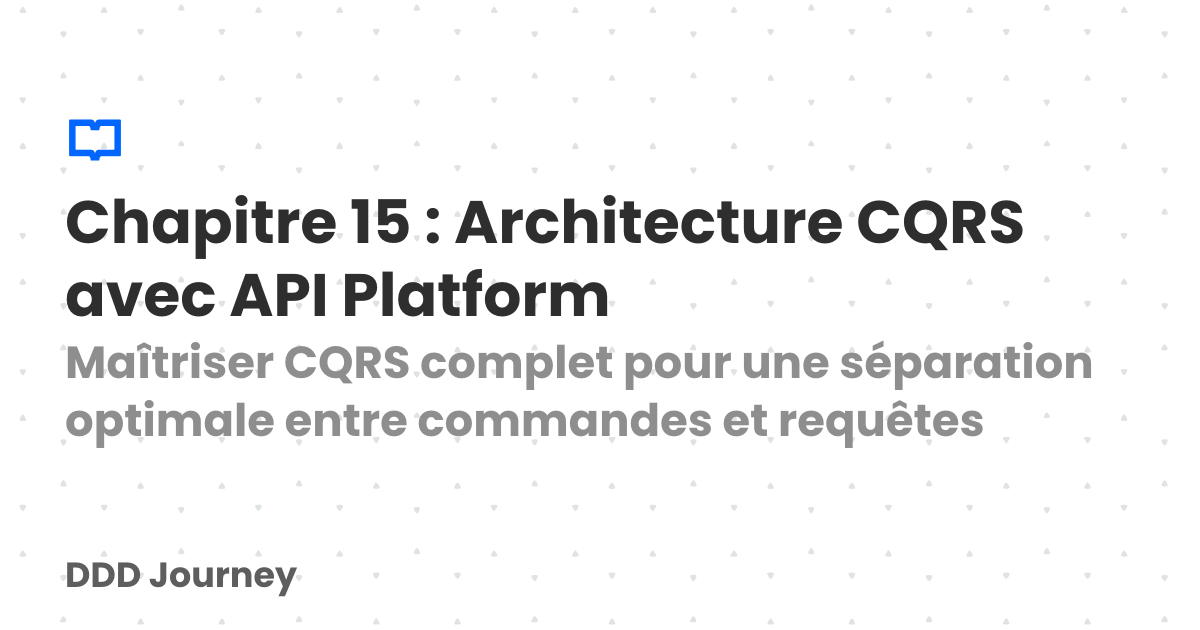 Chapitre 15 : Architecture CQRS
avec API Platform
Maîtriser CQRS complet pour une séparation
optimale entre commandes et requêtes
DDD Journey